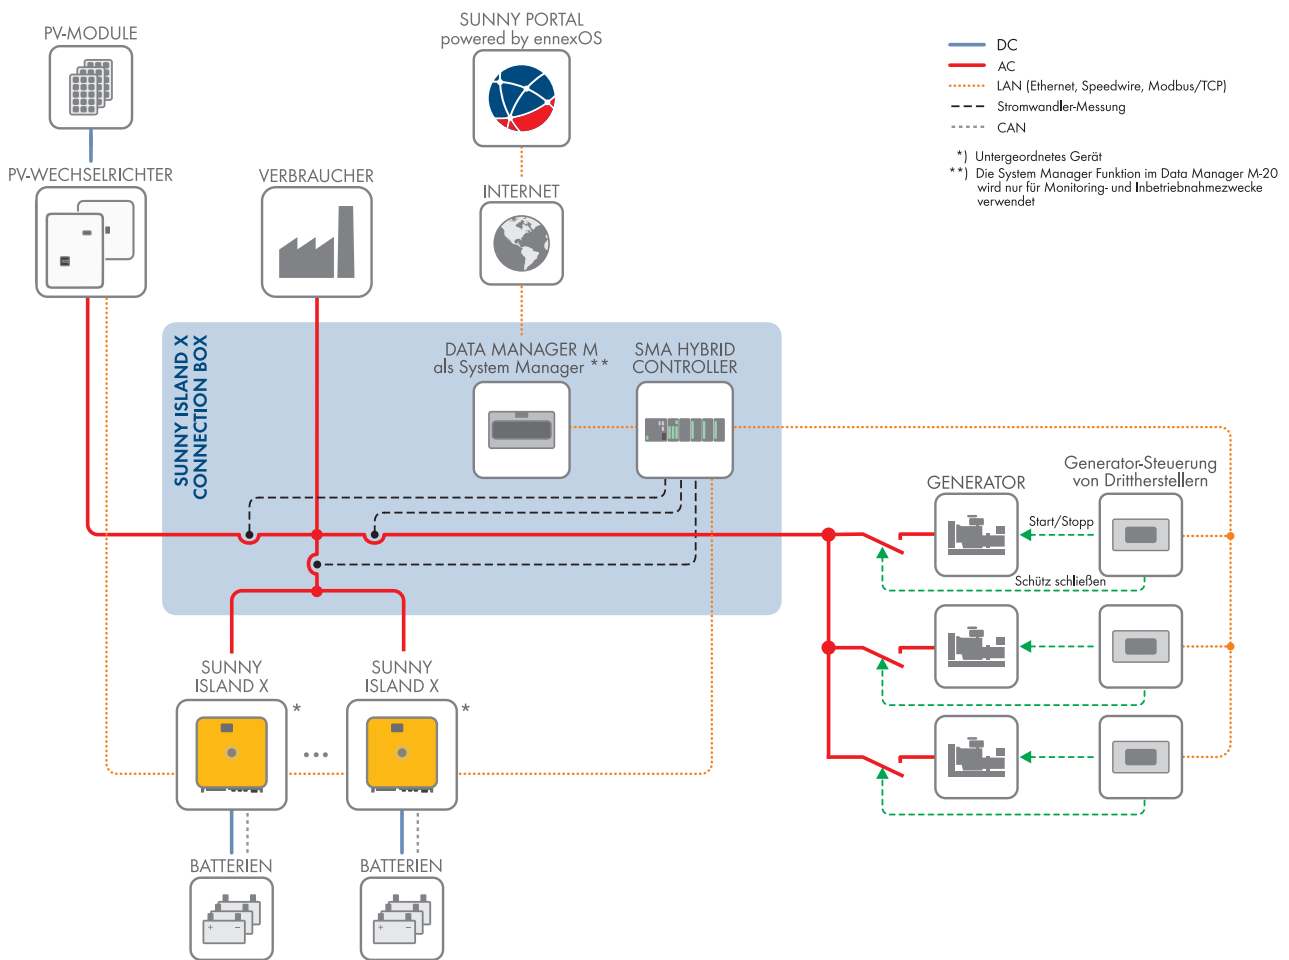 PV-MODULE
SUNNY PORTAL
powered by ennexOS
DC
AC
LAN (Ethernet, Speedwire, Modbus/TCP)
Stromwandler-Messung
CAN
*) Untergeordnetes Gerät
**) Die System Manager Funktion im Data Manager M-20
wird nur für Monitoring- und Inbetriebnahmezwecke
verwendet
PV-WECHSELRICHTER
VERBRAUCHER
INTERNET
SUNNY ISLAND X
CONNECTION BOX
DATA MANAGER M
als System Manager **
SMA HYBRID
CONTROLLER
GENERATOR
Generator-Steuerung
von Drittherstellern
Start/Stopp
Schütz schließen
SUNNY
ISLAND X
*
SUNNY
ISLAND X
*
BATTERIEN
BATTERIEN